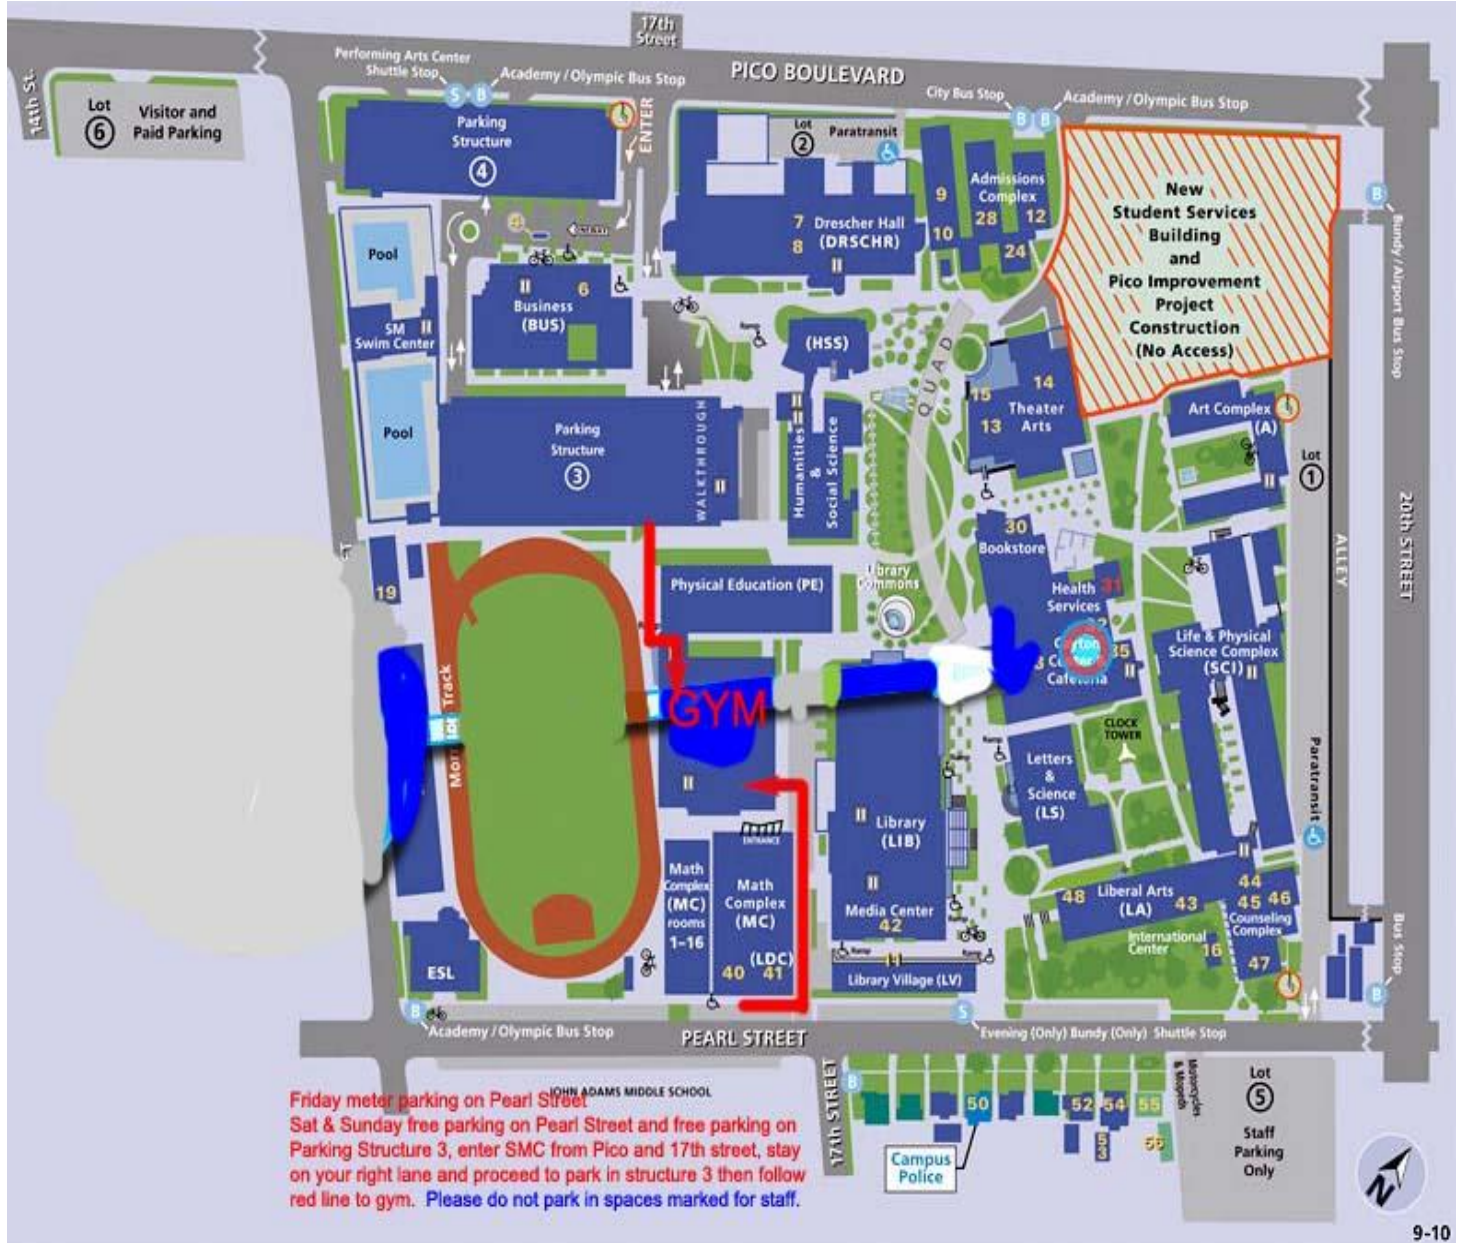 17th
Street
PICO BOULEVARD
Performing Arts Center
Shuttle Stop
S
B
Academy / Olympic Bus Stop
City Bus Stop
B
B
Academy / Olympic Bus Stop
14th St.
Lot
6
Visitor and
Paid Parking
Parking
Structure
4
ENTER
Lot
2
Paratransit
9
10
Admissions
Complex
28
12
24
New
Student Services
Building
and
Pico Improvement
Project
Construction
(No Access)
B
Bundy / Airport Bus Stop
Pool
4
7
8
Drescher Hall
(DRSCHR)
6
Business
(BUS)
SM
Swim Center
Ramp
(HSS)
QUAD
15
14
13
Theater
Arts
Art Complex
(A)
Lot
1
Pool
Parking
Structure
3
WALKTHROUGH
Humanities
&
Social Science
20th STREET
ALLEY
30
Bookstore
19
Physical Education (PE)
Library
Commons
Health
Services
31
35
Cafeteria
Life & Physical
Science Complex
(SCI)
Track
GYM
CLOCK
TOWER
Ramp
Letters
&
Science
(LS)
Paratransit
Library
(LIB)
ENTRANCE
Math
Complex
(MC)
rooms
1-16
Math
Complex
(MC)
(LDC)
40
41
Media Center
42
48
Liberal Arts
(LA)
43
44
45
46
Counseling
Complex
International
Center
16
47
Bus Stop
B
ESL
Ramp
11
Ramp
Library Village (LV)
B
Academy / Olympic Bus Stop
S
Evening (Only) Bundy (Only) Shuttle Stop
PEARL STREET
17th STREET
B
JOHN ADAMS MIDDLE SCHOOL
50
52
54
55
53
56
Motorcycles
& Mopeds
Lot
5
Staff
Parking
Only
Campus
Police
Friday meter parking on Pearl Street
Sat & Sunday free parking on Pearl Street and free parking on
Parking Structure 3, enter SMC from Pico and 17th street, stay
on your right lane and proceed to park in structure 3 then follow
red line to gym. Please do not park in spaces marked for staff.
N
9-10